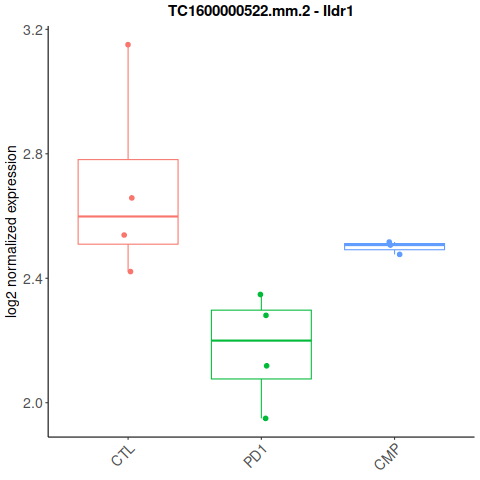 TC1600000522.mm.2 - Ildr1
log2 normalized expression
3.2
2.8
2.4
2.0
CTL
PD1
CMP